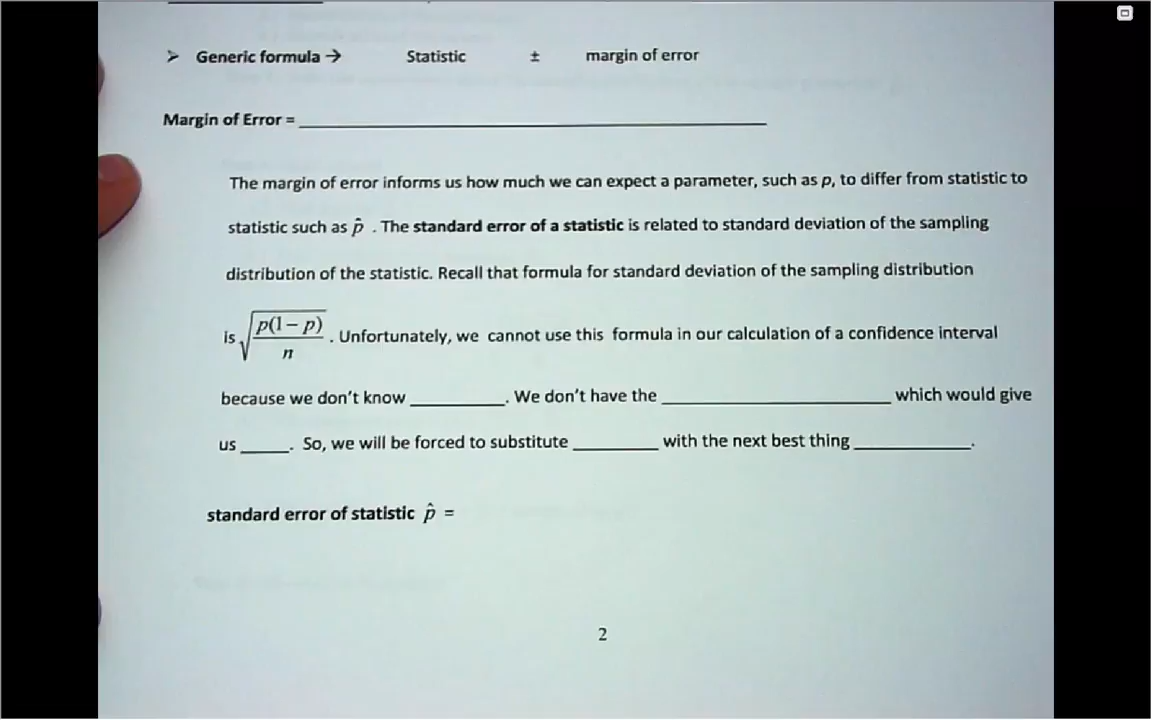 ➢ Generic formula → Statistic ± margin of error
Margin of Error = ____________________
The margin of error informs us how much we can expect a parameter, such as p, to differ from statistic to
statistic such as p̂ . The standard error of a statistic is related to standard deviation of the sampling
distribution of the statistic. Recall that formula for standard deviation of the sampling distribution
is √(p(1 − p)/n) . Unfortunately, we cannot use this formula in our calculation of a confidence interval
because we don't know _________. We don't have the ______________________ which would give
us _____. So, we will be forced to substitute ________ with the next best thing ___________.
standard error of statistic p̂ =
2